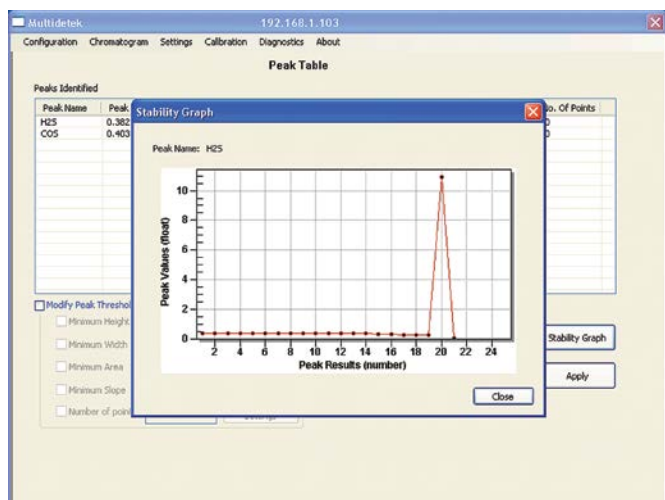 Multidetek 192.168.1.103
Configuration Chromatogram Settings Calibration Diagnostics About
Peak Table
Peaks Identified
Peak Name Peak No. Of Points
H2S 0.382 0
COS 0.403 0
Stability Graph
Peak Name: H2S
Peak Values (float)
10
8
6
4
2
0
2 4 6 8 10 12 14 16 18 20 22 24
Peak Results (number)
Close
Modify Peak Threshol
Minimum Height
Minimum Width
Minimum Area
Minimum Slope
Number of poin
Stability Graph
Apply